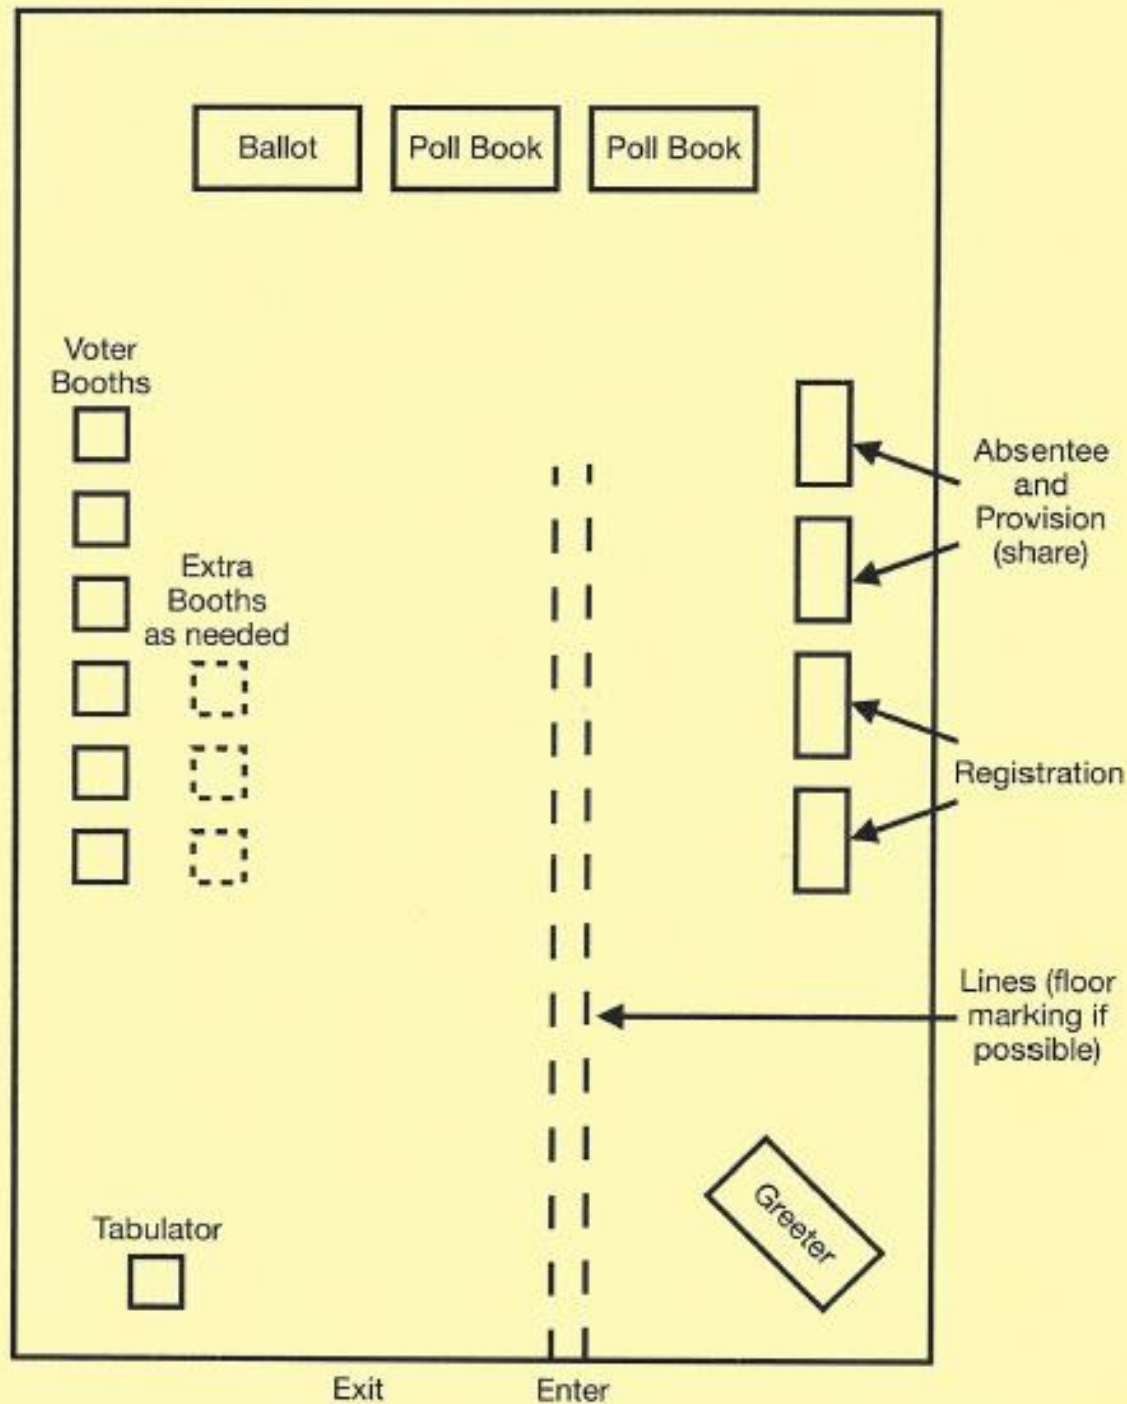 Ballot
Poll Book
Poll Book
Voter
Booths
Absentee
and
Provision
(share)
Extra
Booths
as needed
Registration
Lines (floor
marking if
possible)
Greeter
Tabulator
Exit
Enter